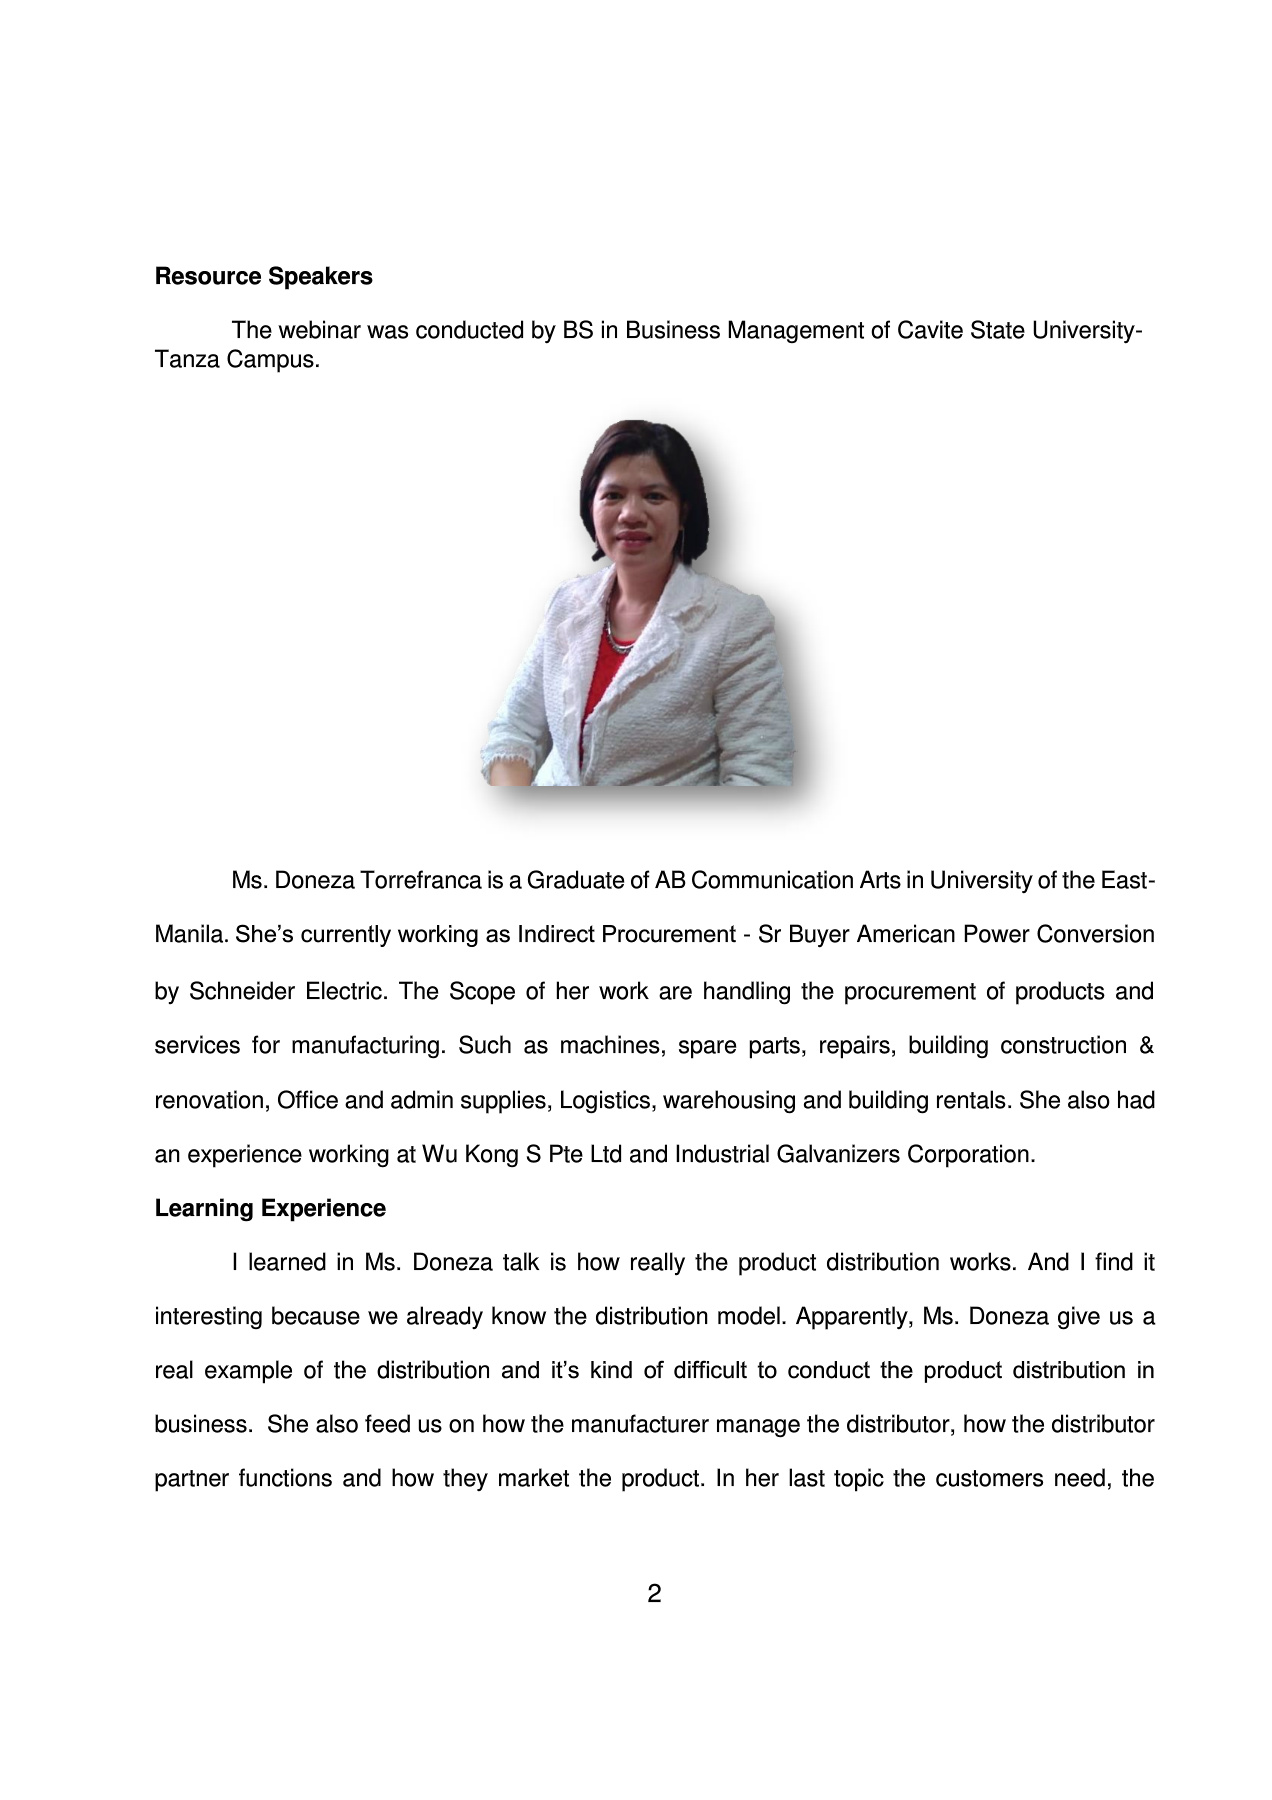 Resource Speakers
The webinar was conducted by BS in Business Management of Cavite State University-
Tanza Campus.
Ms. Doneza Torrefranca is a Graduate of AB Communication Arts in University of the East-
Manila. She’s currently working as Indirect Procurement - Sr Buyer American Power Conversion
by Schneider Electric. The Scope of her work are handling the procurement of products and
services for manufacturing. Such as machines, spare parts, repairs, building construction &
renovation, Office and admin supplies, Logistics, warehousing and building rentals. She also had
an experience working at Wu Kong S Pte Ltd and Industrial Galvanizers Corporation.
Learning Experience
I learned in Ms. Doneza talk is how really the product distribution works. And I find it
interesting because we already know the distribution model. Apparently, Ms. Doneza give us a
real example of the distribution and it’s kind of difficult to conduct the product distribution in
business.  She also feed us on how the manufacturer manage the distributor, how the distributor
partner functions and how they market the product. In her last topic the customers need, the
2